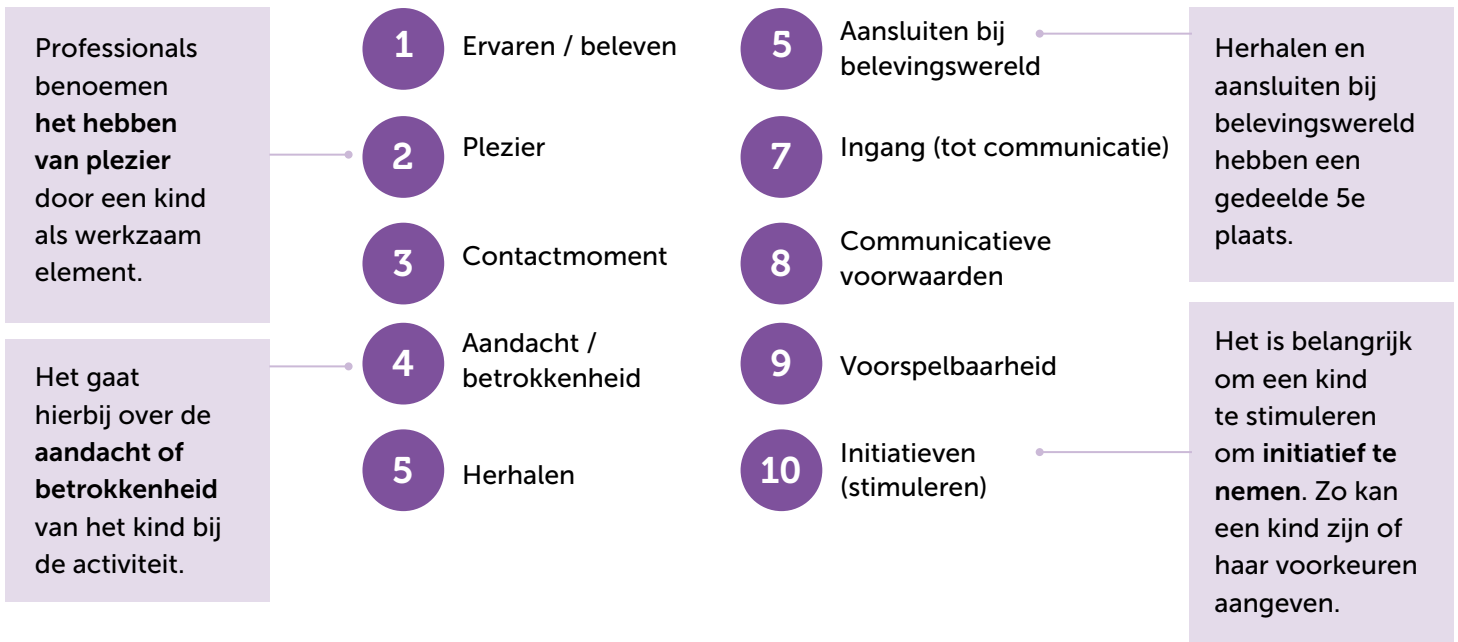 Professionals
benoemen
het hebben
van plezier
door een kind
als werkzaam
element.
Het gaat
hierbij over de
aandacht of
betrokkenheid
van het kind bij
de activiteit.
1 Ervaren / beleven
2 Plezier
3 Contactmoment
4 Aandacht /
betrokkenheid
5 Herhalen
5 Aansluiten bij
belevingswereld
7 Ingang (tot communicatie)
8 Communicatieve
voorwaarden
9 Voorspelbaarheid
10 Initiatieven
(stimuleren)
Herhalen en
aansluiten bij
belevingswereld
hebben een
gedeelde 5e
plaats.
Het is belangrijk
om een kind
te stimuleren
om initiatief te
nemen. Zo kan
een kind zijn of
haar voorkeuren
aangeven.